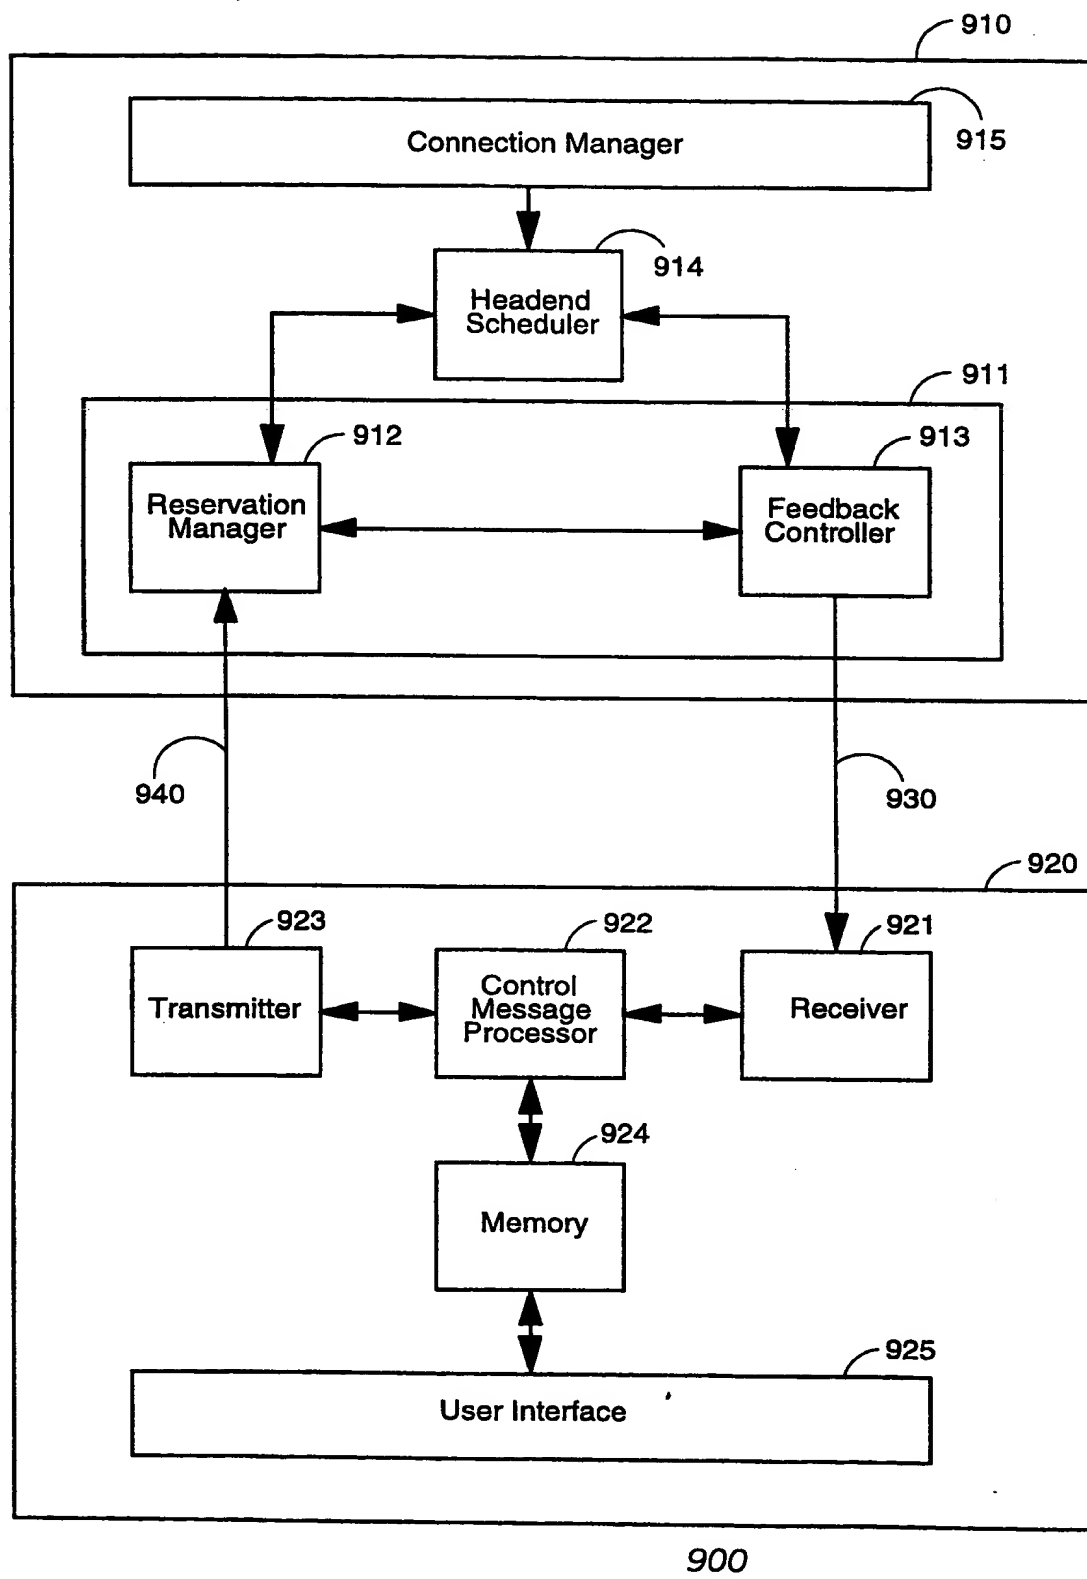 910
Connection Manager
915
914
Headend
Scheduler
911
912
913
Reservation
Manager
Feedback
Controller
940
930
920
923
922
921
Transmitter
Control
Message
Processor
Receiver
924
Memory
925
User Interface
900